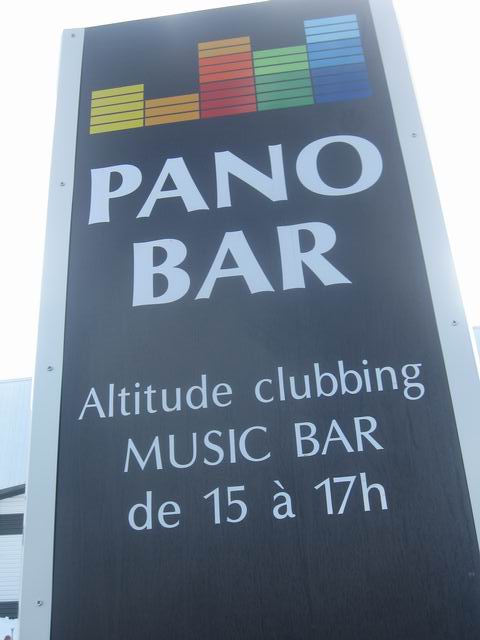 PANO
BAR
Altitude clubbing
MUSIC BAR
de 15 à 17h